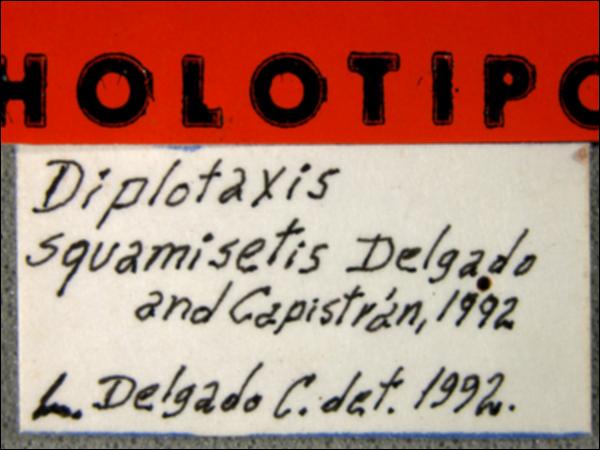 HOLOTIPO
Diplotaxis
squamisetis Delgado
and Capistrán, 1992
L. Delgado C. det. 1992.